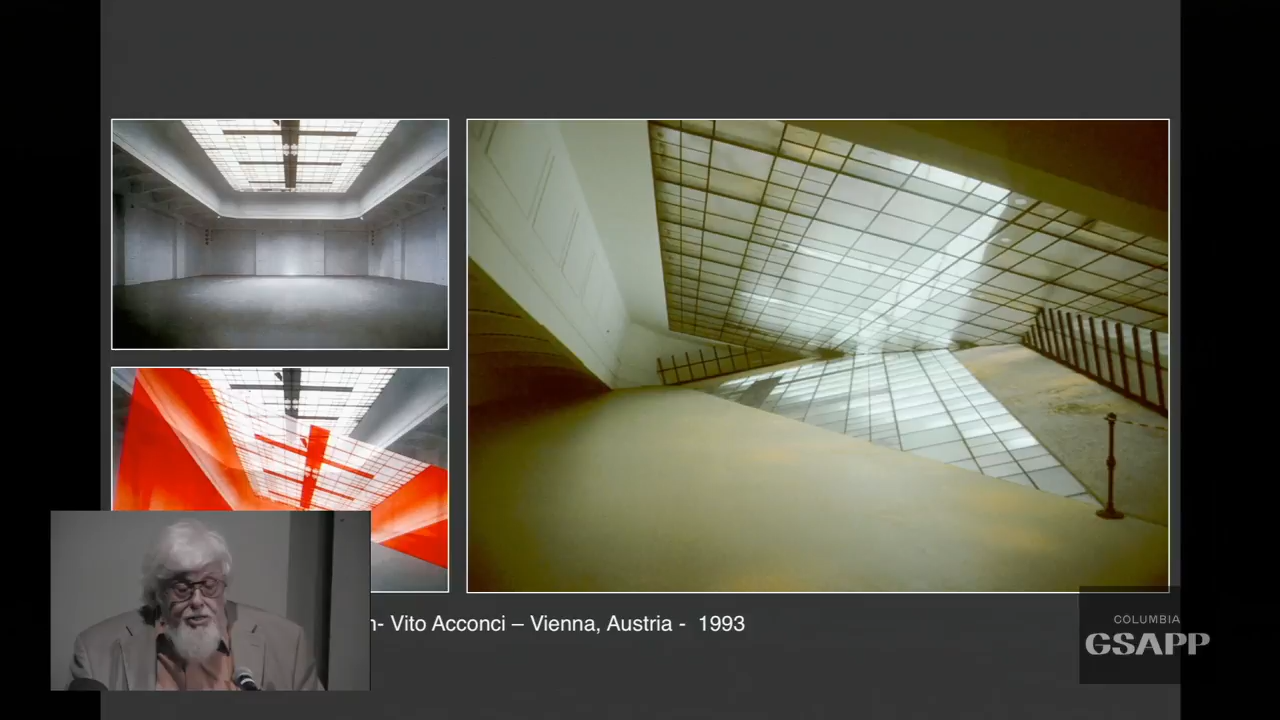 - Vito Acconci – Vienna, Austria - 1993
COLUMBIA
GSAPP